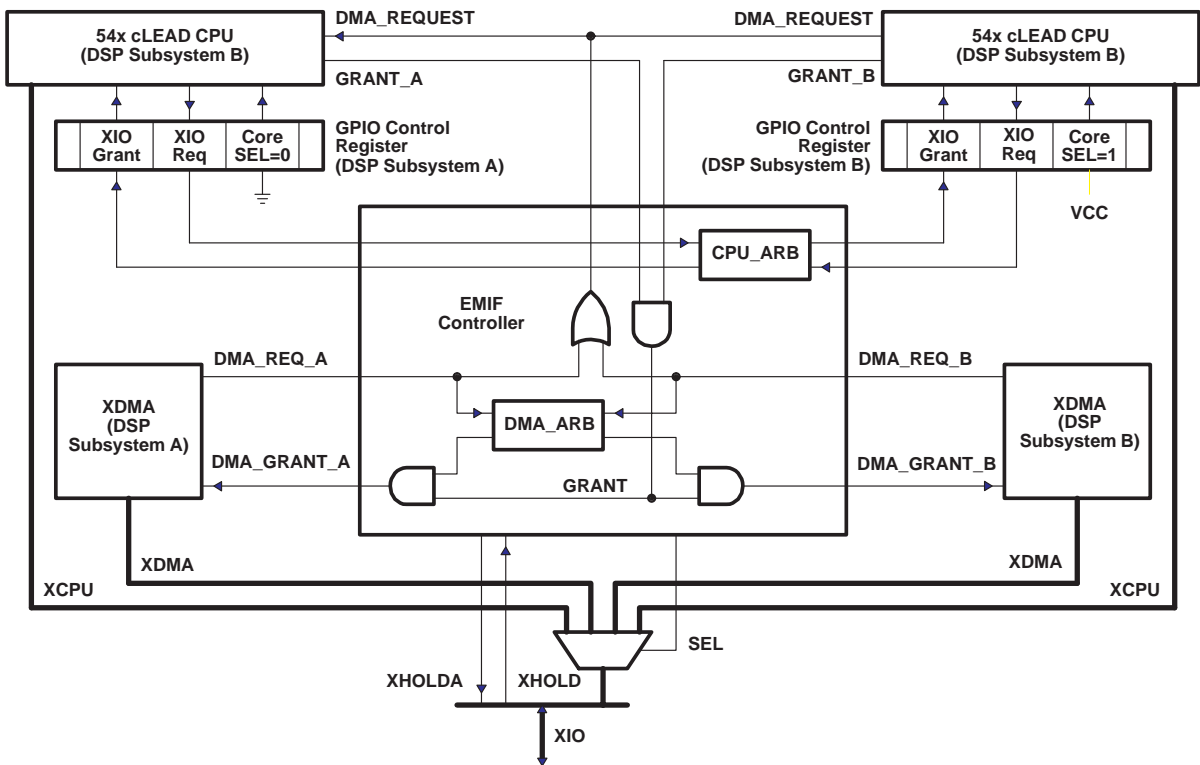 DMA_REQUEST
DMA_REQUEST
54x cLEAD CPU
(DSP Subsystem B)
54x cLEAD CPU
(DSP Subsystem B)
GRANT_A
GRANT_B
XIO
Grant
XIO
Req
Core
SEL=0
GPIO Control
Register
(DSP Subsystem A)
GPIO Control
Register
(DSP Subsystem B)
XIO
Grant
XIO
Req
Core
SEL=1
VCC
CPU_ARB
EMIF
Controller
DMA_REQ_A
DMA_REQ_B
XDMA
(DSP
Subsystem A)
DMA_ARB
XDMA
(DSP
Subsystem B)
DMA_GRANT_A
GRANT
DMA_GRANT_B
XDMA
XDMA
XCPU
XCPU
SEL
XHOLDA
XHOLD
XIO